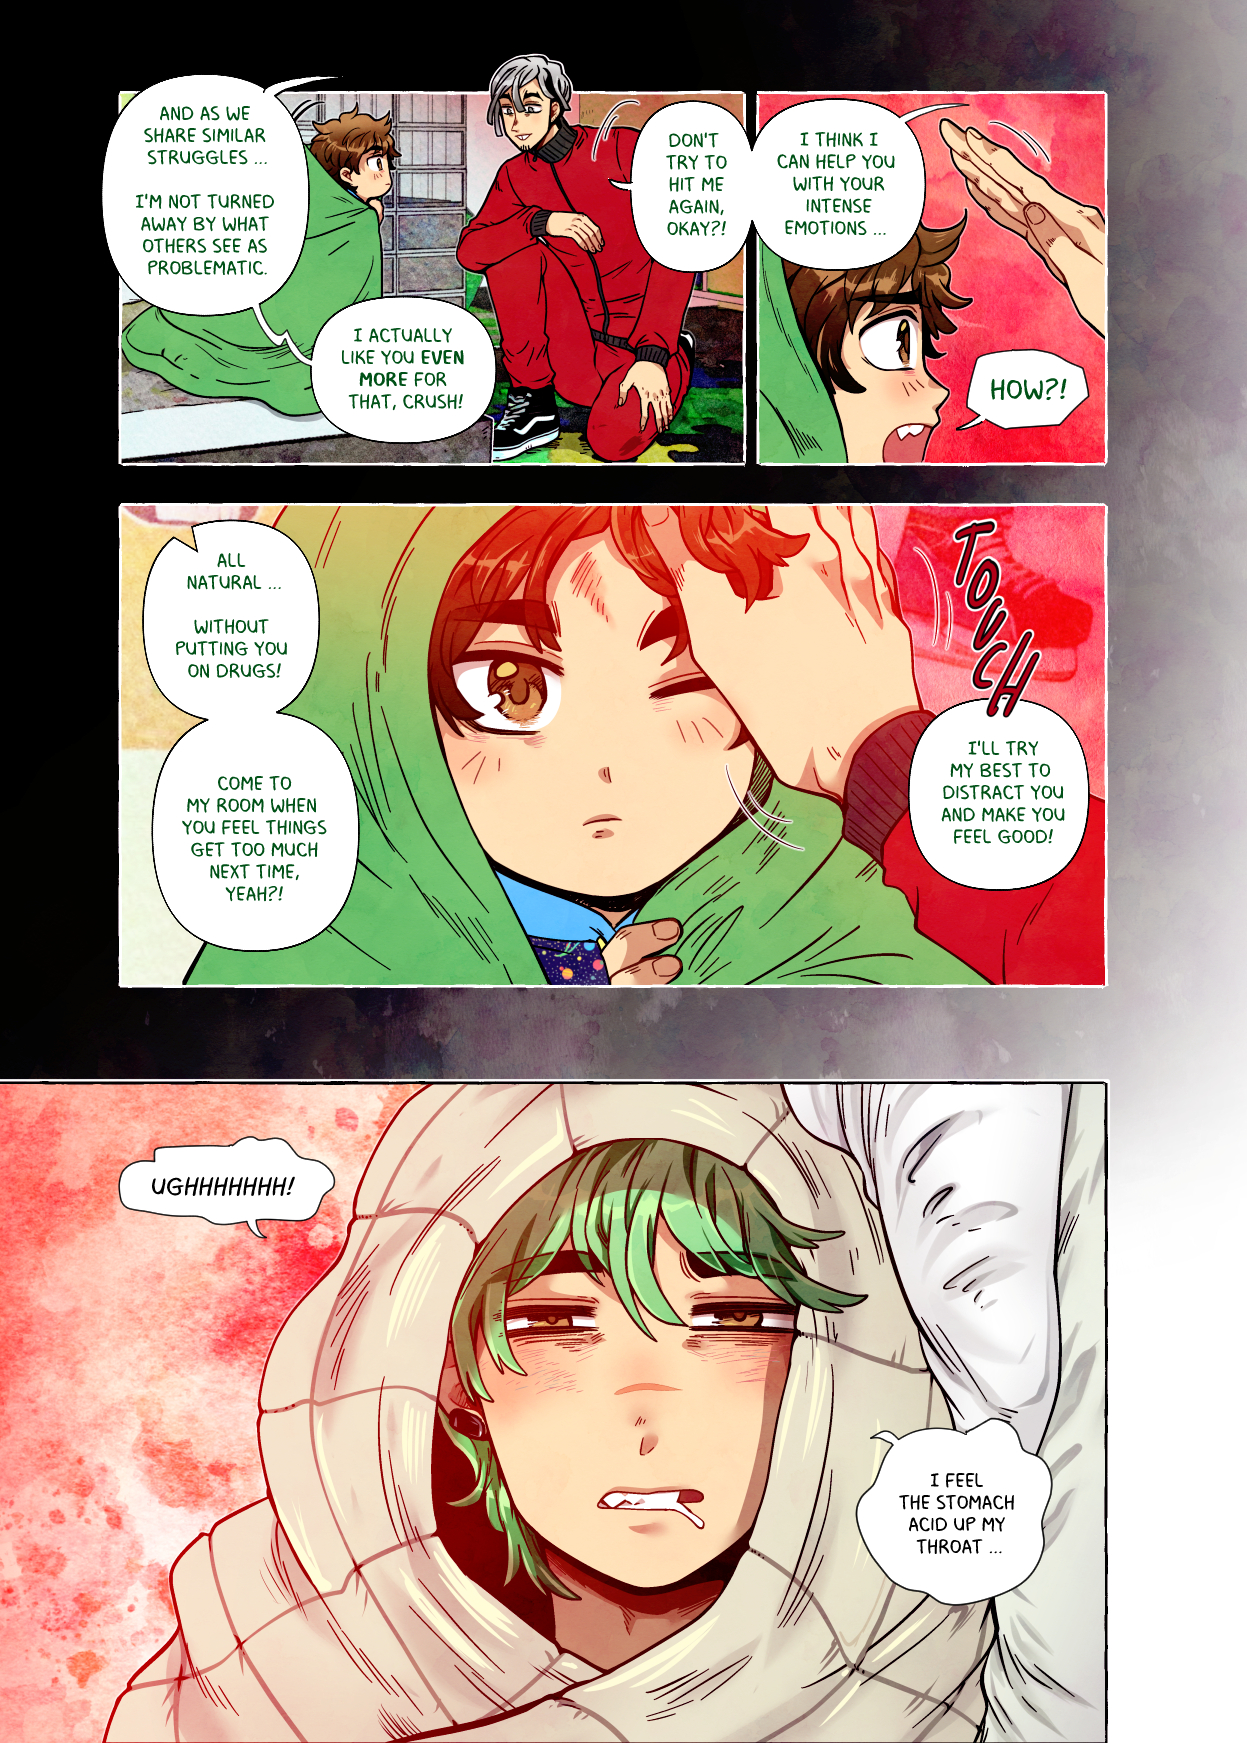 AND AS WE
SHARE SIMILAR
STRUGGLES ...
I'M NOT TURNED
AWAY BY WHAT
OTHERS SEE AS
PROBLEMATIC.
I ACTUALLY
LIKE YOU EVEN
MORE FOR
THAT, CRUSH!
DON'T
TRY TO
HIT ME
AGAIN,
OKAY?!
I THINK I
CAN HELP YOU
WITH YOUR
INTENSE
EMOTIONS ...
HOW?!
ALL
NATURAL ...
WITHOUT
PUTTING YOU
ON DRUGS!
COME TO
MY ROOM WHEN
YOU FEEL THINGS
GET TOO MUCH
NEXT TIME,
YEAH?!
TOUCH
I'LL TRY
MY BEST TO
DISTRACT YOU
AND MAKE YOU
FEEL GOOD!
UGHHHHHHH!
I FEEL
THE STOMACH
ACID UP MY
THROAT ...